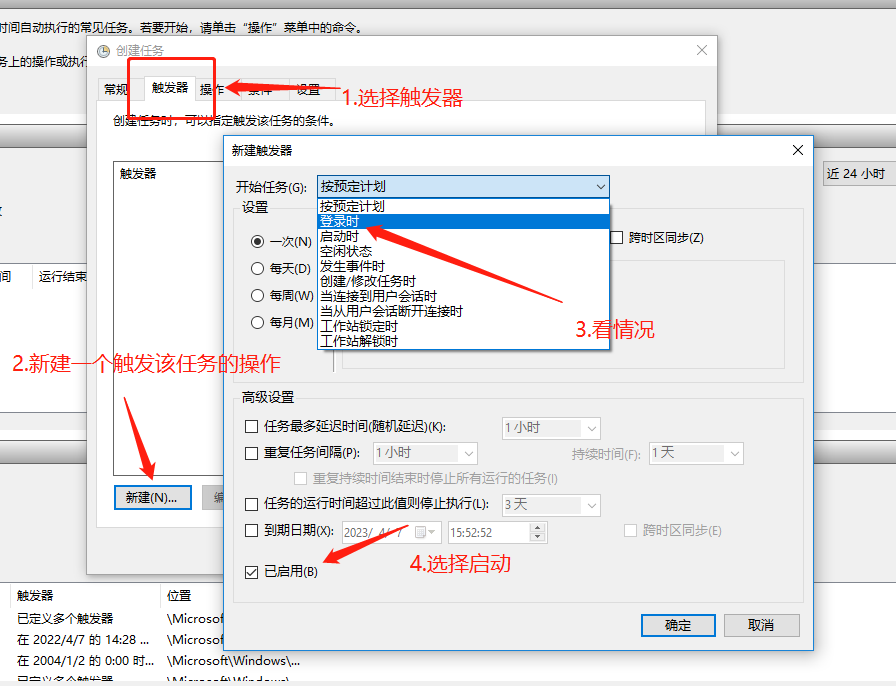 时间自动执行的常见任务。若要开始，请单击“操作”菜单中的命令。
务上的操作或执行
创建任务
常规
触发器
操作
条件
设置
1.选择触发器
创建任务时，可以指定触发该任务的条件。
触发器
新建触发器
开始任务(G):
按预定计划
近 24 小时
设置
按预定计划
登录时
启动时
空闲状态
发生事件时
创建/修改任务时
当连接到用户会话时
当从用户会话断开连接时
工作站锁定时
工作站解锁时
一次(N)
每天(D)
每周(W)
每月(M)
跨时区同步(Z)
间
运行结束
3.看情况
2.新建一个触发该任务的操作
高级设置
任务最多延迟时间(随机延迟)(K):
1 小时
重复任务间隔(P):
1 小时
持续时间(F):
1 天
重复持续时间结束时停止所有运行的任务(I)
新建(N)...
编
任务的运行时间超过此值则停止执行(L):
3 天
到期日期(X):
2023/ 4/ 7
15:52:52
跨时区同步(E)
已启用(B)
4.选择启动
确定
取消
触发器
位置
已定义多个触发器
\Microsof
在 2022/4/7 的 14:28 ...
\Microsof
在 2004/1/2 的 0:00 时...
\Microsoft\Windows\...
已定义多个触发器
\Microsoft\Windows\